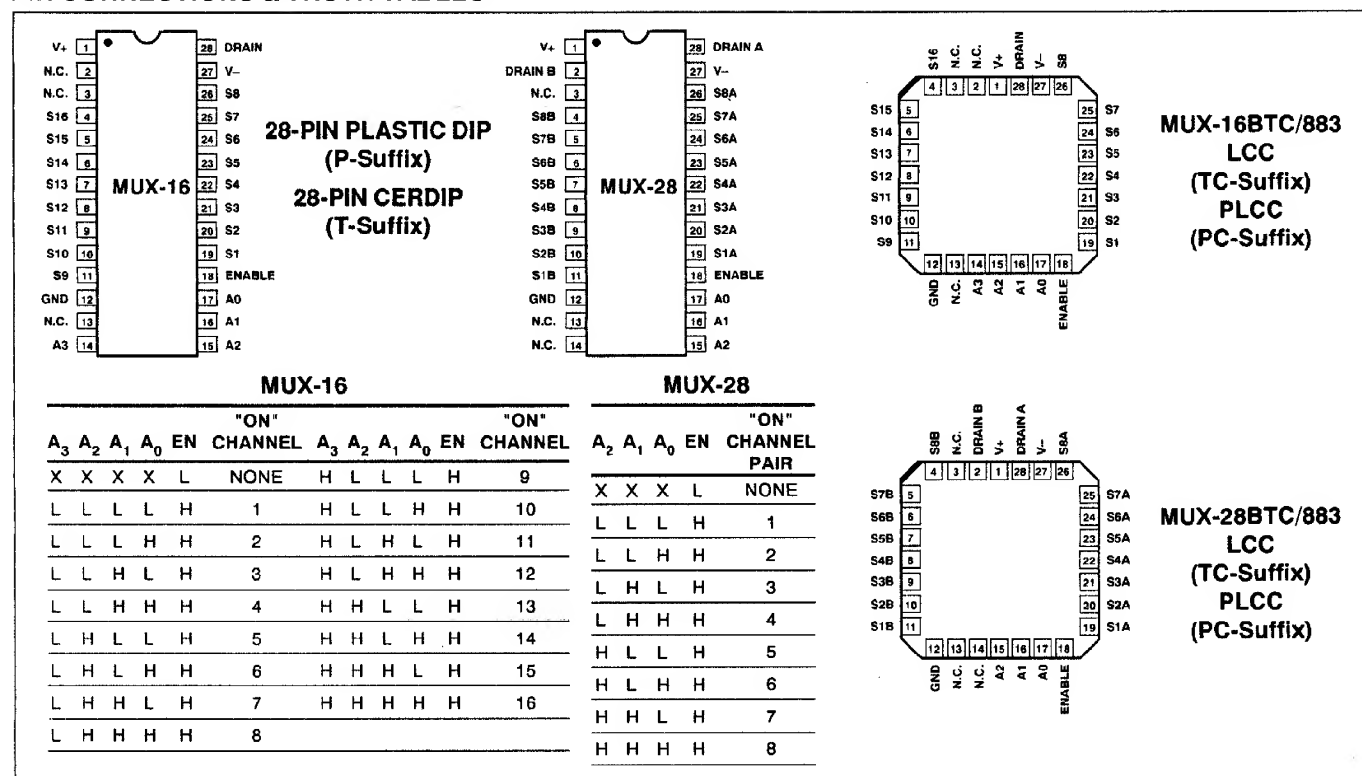 V+ 1 28 DRAIN
N.C. 2 27 V–
N.C. 3 26 S8
S16 4 25 S7
S15 5 24 S6
S14 6 23 S5
S13 7 22 S4
S12 8 21 S3
S11 9 20 S2
S10 10 19 S1
S9 11 18 ENABLE
GND 12 17 A0
N.C. 13 16 A1
A3 14 15 A2
MUX-16
28-PIN PLASTIC DIP
(P-Suffix)
28-PIN CERDIP
(T-Suffix)
V+ 1 28 DRAIN A
DRAIN B 2 27 V–
N.C. 3 26 S8A
S8B 4 25 S7A
S7B 5 24 S6A
S6B 6 23 S5A
S5B 7 22 S4A
S4B 8 21 S3A
S3B 9 20 S2A
S2B 10 19 S1A
S1B 11 18 ENABLE
GND 12 17 A0
N.C. 13 16 A1
N.C. 14 15 A2
MUX-28
S16 N.C. N.C. V+ DRAIN V– S8
4 3 2 1 28 27 26
S15 5 25 S7
S14 6 24 S6
S13 7 23 S5
S12 8 22 S4
S11 9 21 S3
S10 10 20 S2
S9 11 19 S1
12 13 14 15 16 17 18
GND N.C. A3 A2 A1 A0 ENABLE
MUX-16BTC/883
LCC
(TC-Suffix)
PLCC
(PC-Suffix)
MUX-16
A3 A2 A1 A0 EN "ON" CHANNEL A3 A2 A1 A0 EN "ON" CHANNEL
X X X X L NONE H L L L H 9
L L L L H 1 H L L H H 10
L L L H H 2 H L H L H 11
L L H L H 3 H L H H H 12
L L H H H 4 H H L L H 13
L H L L H 5 H H L H H 14
L H L H H 6 H H H L H 15
L H H L H 7 H H H H H 16
L H H H H 8
MUX-28
A2 A1 A0 EN "ON" CHANNEL PAIR
X X X L NONE
L L L H 1
L L H H 2
L H L H 3
L H H H 4
H L L H 5
H L H H 6
H H L H 7
H H H H 8
S8B N.C. DRAIN B V+ DRAIN A V– S8A
4 3 2 1 28 27 26
S7B 5 25 S7A
S6B 6 24 S6A
S5B 7 23 S5A
S4B 8 22 S4A
S3B 9 21 S3A
S2B 10 20 S2A
S1B 11 19 S1A
12 13 14 15 16 17 18
GND N.C. N.C. A2 A1 A0 ENABLE
MUX-28BTC/883
LCC
(TC-Suffix)
PLCC
(PC-Suffix)